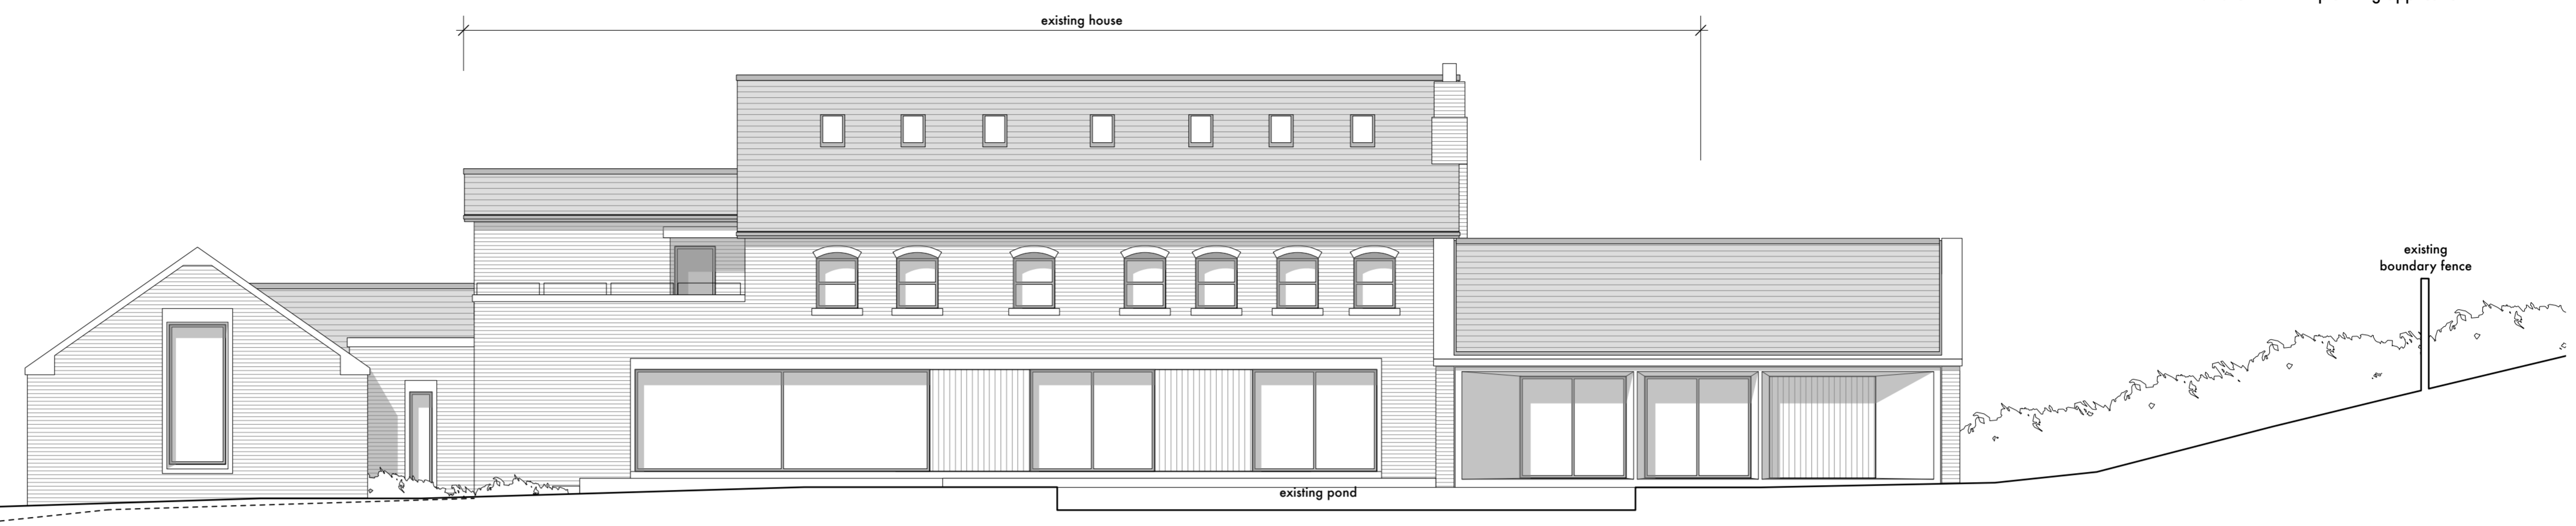 existing house
existing
boundary fence
existing pond